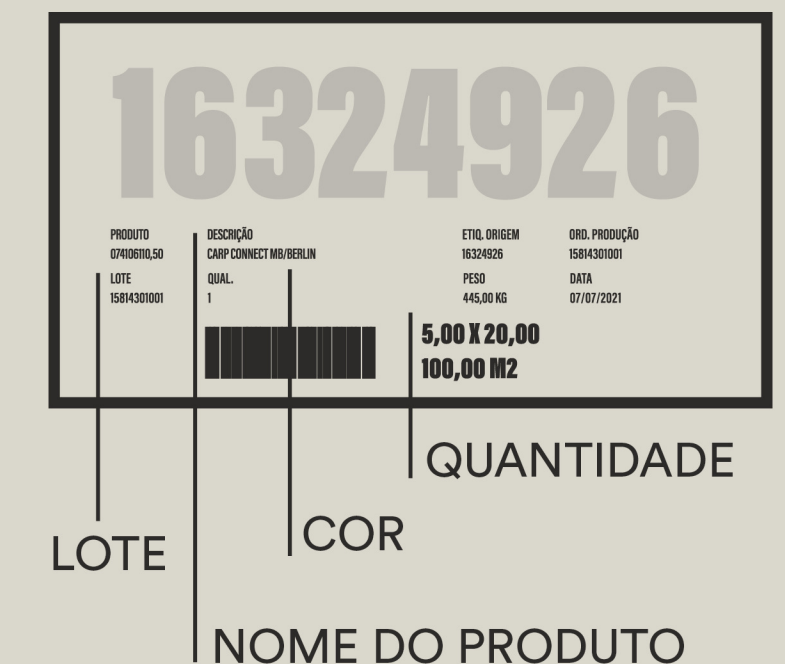 16324926
PRODUTO DESCRIÇÃO ETIQ. ORIGEM ORD. PRODUÇÃO
074106110,50 CARP CONNECT MB/BERLIN 16324926 15814301001
LOTE QUAL. PESO DATA
15814301001 1 445,00 KG 07/07/2021
5,00 X 20,00
100,00 M2
QUANTIDADE
COR
LOTE
NOME DO PRODUTO